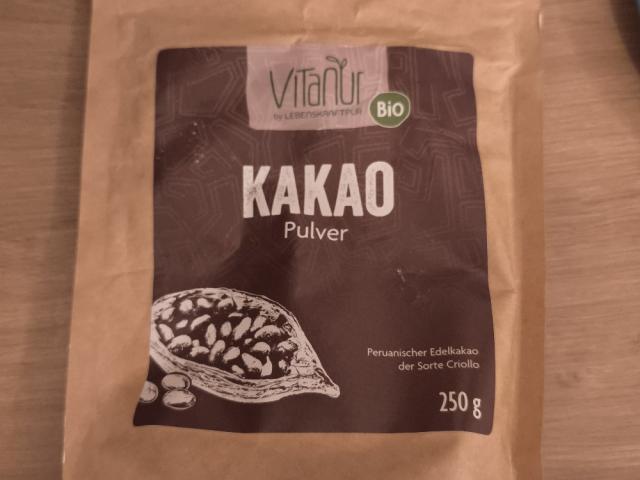 VITaNur
by LEBENSKRAFTPUR
BiO
KAKAO
Pulver
Peruanischer Edelkakao
der Sorte Criollo
250 g